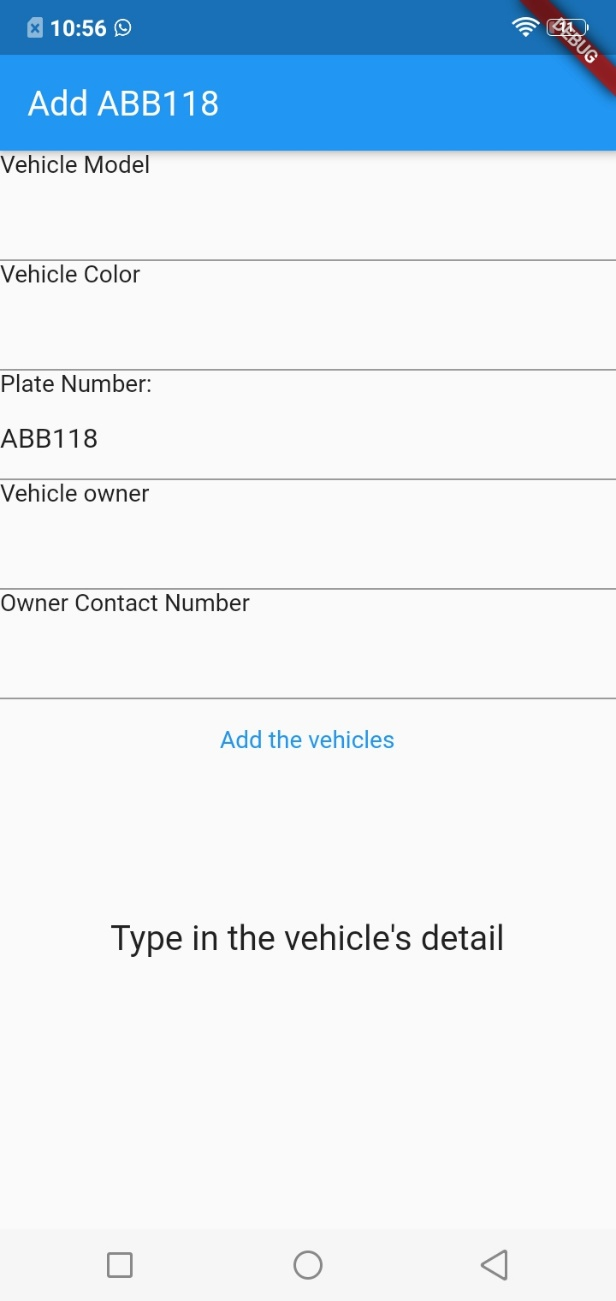 10:56
11
DEBUG
Add ABB118
Vehicle Model
Vehicle Color
Plate Number:
ABB118
Vehicle owner
Owner Contact Number
Add the vehicles
Type in the vehicle's detail